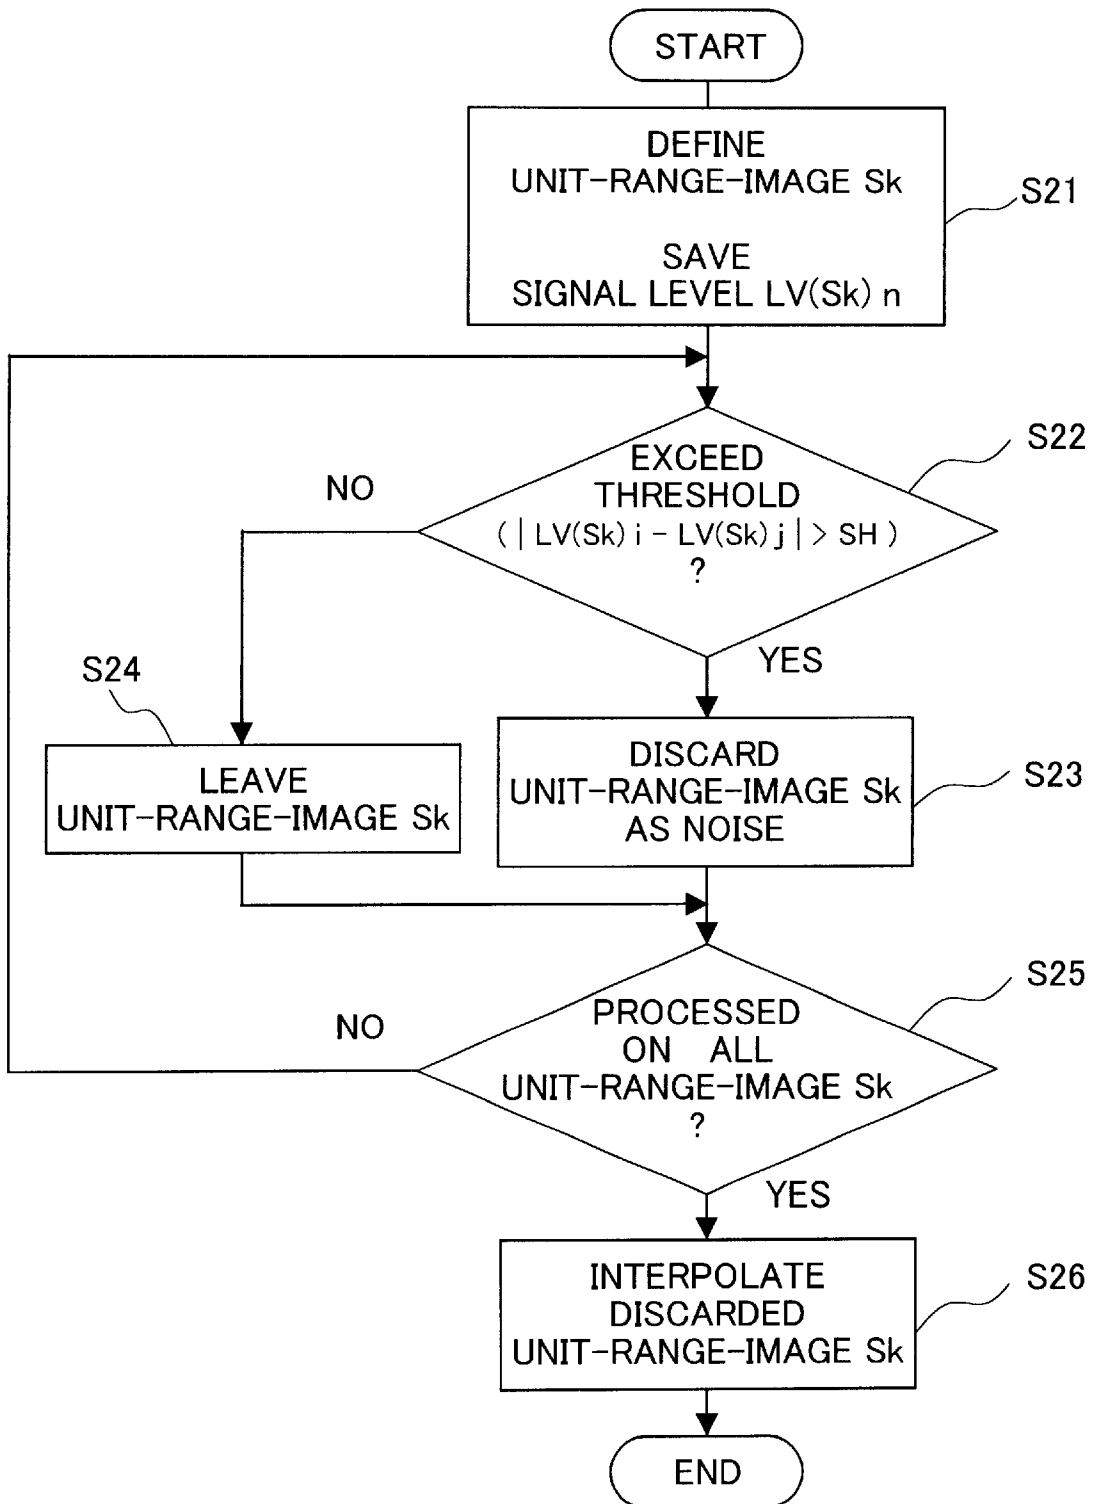 START
DEFINE
UNIT-RANGE-IMAGE Sk
SAVE
SIGNAL LEVEL LV(Sk) n
S21
EXCEED
THRESHOLD
( | LV(Sk) i - LV(Sk) j | > SH )
?
S22
NO
YES
S24
LEAVE
UNIT-RANGE-IMAGE Sk
DISCARD
UNIT-RANGE-IMAGE Sk
AS NOISE
S23
PROCESSED
ON ALL
UNIT-RANGE-IMAGE Sk
?
S25
NO
YES
INTERPOLATE
DISCARDED
UNIT-RANGE-IMAGE Sk
S26
END